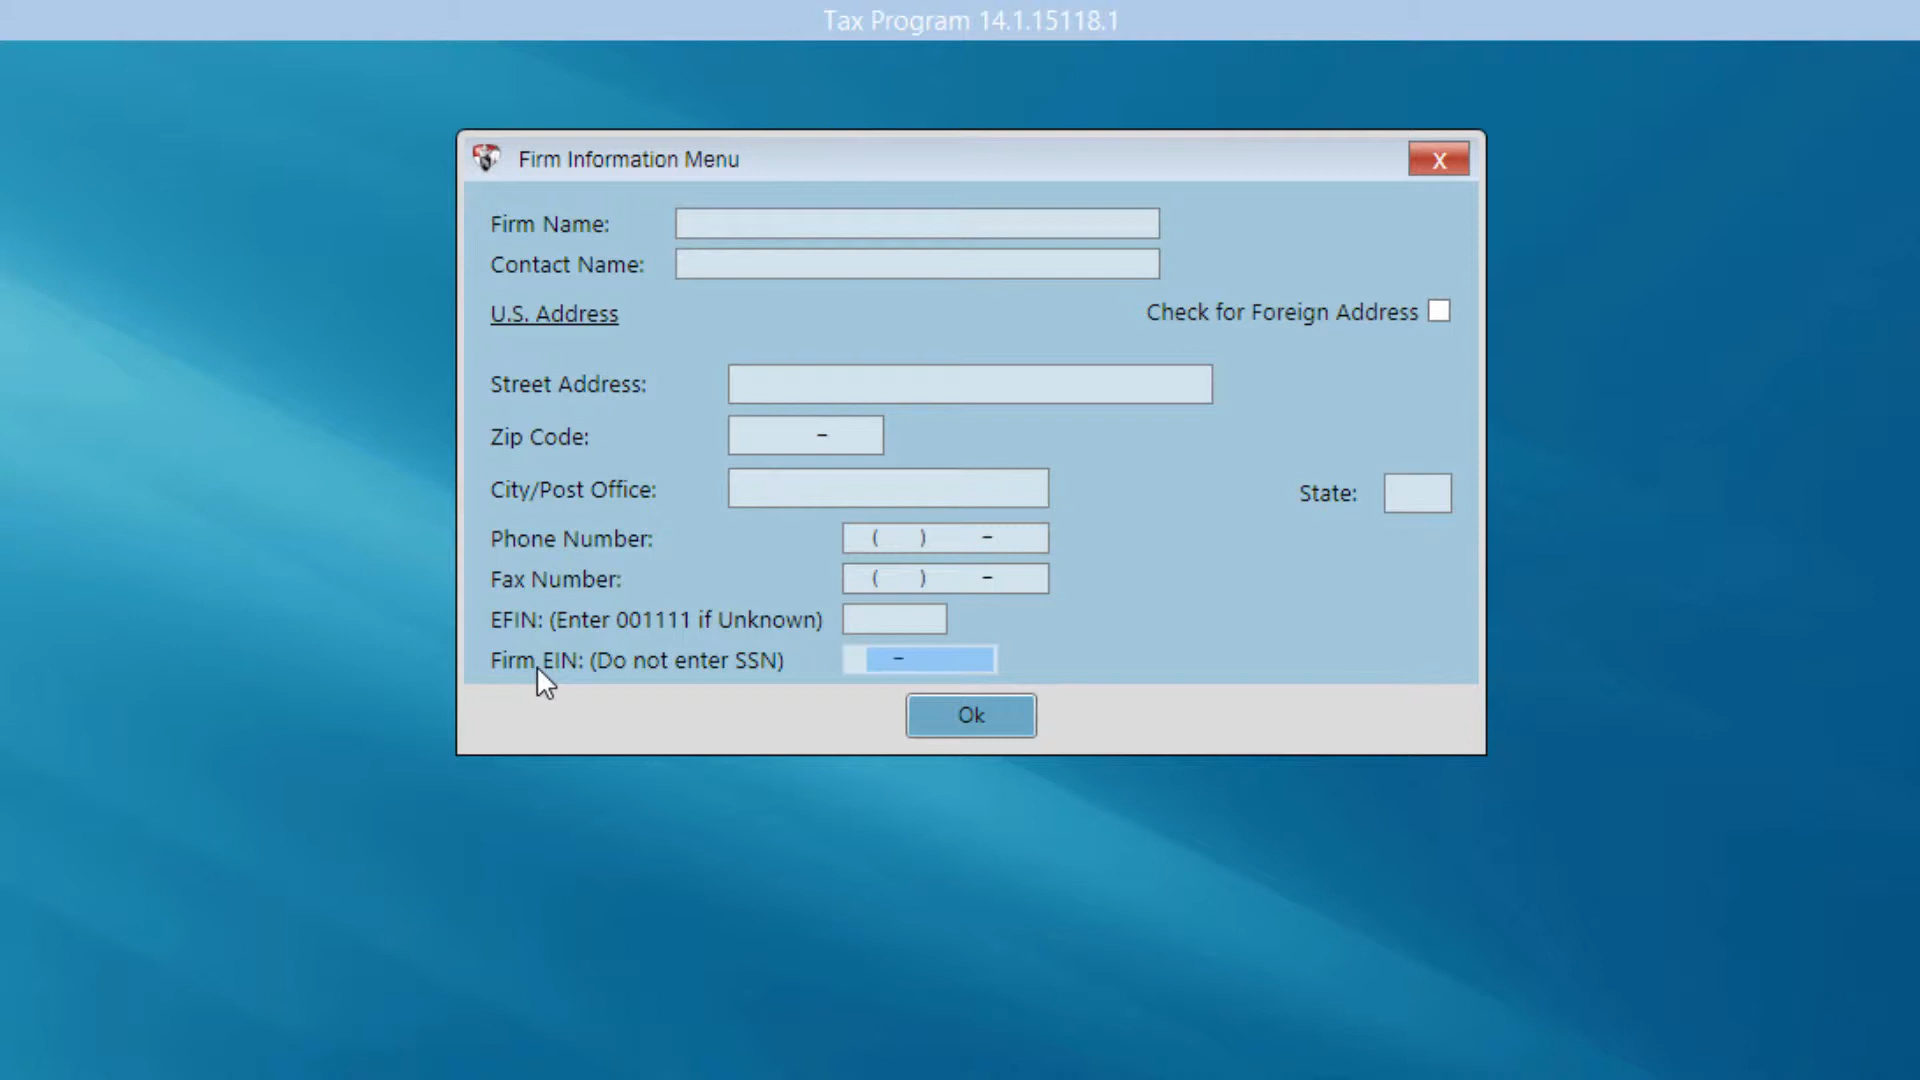 Tax Program 14.1.15118.1
Firm Information Menu
X
Firm Name:
Contact Name:
U.S. Address
Check for Foreign Address
Street Address:
Zip Code: -
City/Post Office:
State:
Phone Number: ( ) -
Fax Number: ( ) -
EFIN: (Enter 001111 if Unknown)
Firm EIN: (Do not enter SSN) -
Ok